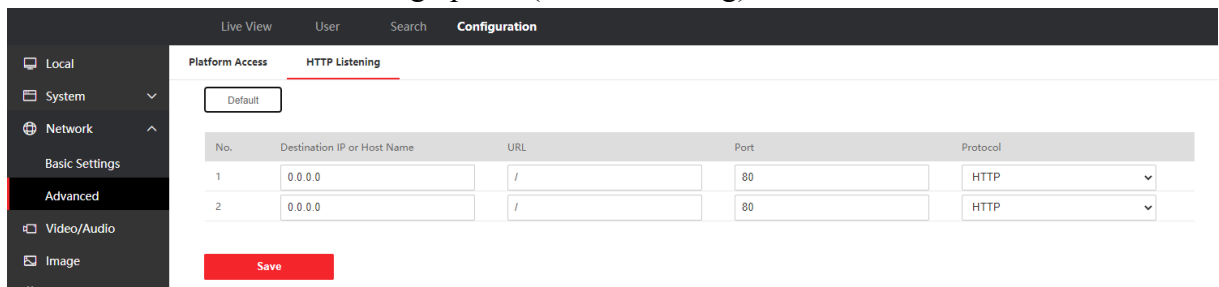 Live View User Search Configuration
Local
Platform Access HTTP Listening
System
Default
Network
No. Destination IP or Host Name URL Port Protocol
Basic Settings
1 0.0.0.0 / 80 HTTP
Advanced
2 0.0.0.0 / 80 HTTP
Video/Audio
Image
Save